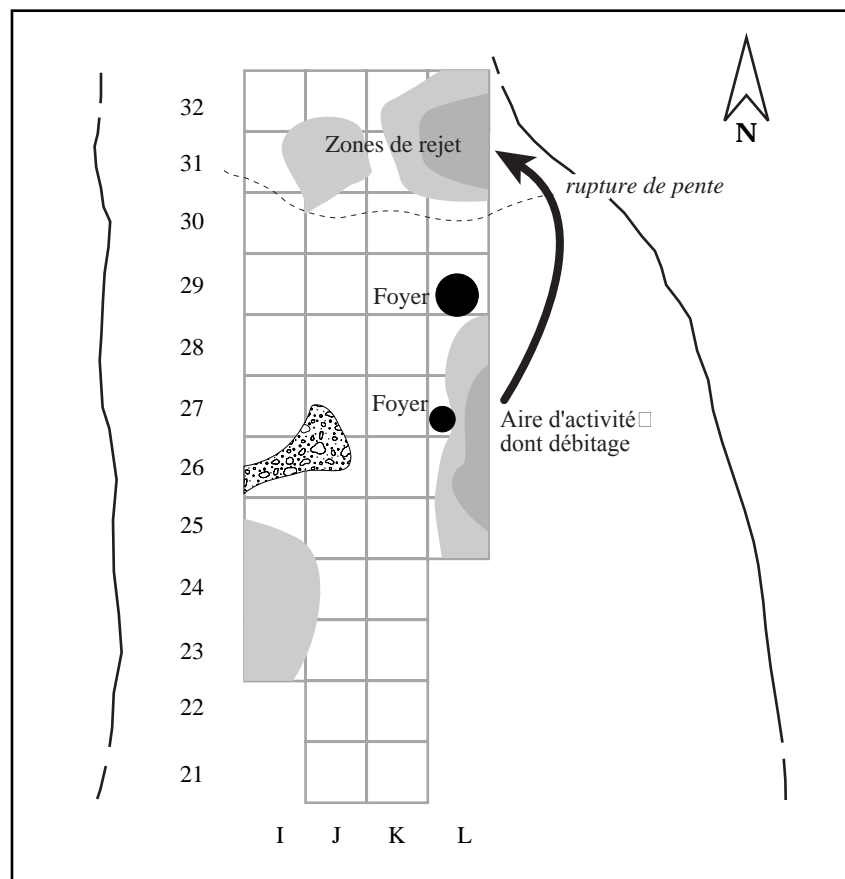 N
32
Zones de rejet
31
rupture de pente
30
29
Foyer
28
27
Foyer
Aire d'activité
dont débitage
26
25
24
23
22
21
I J K L